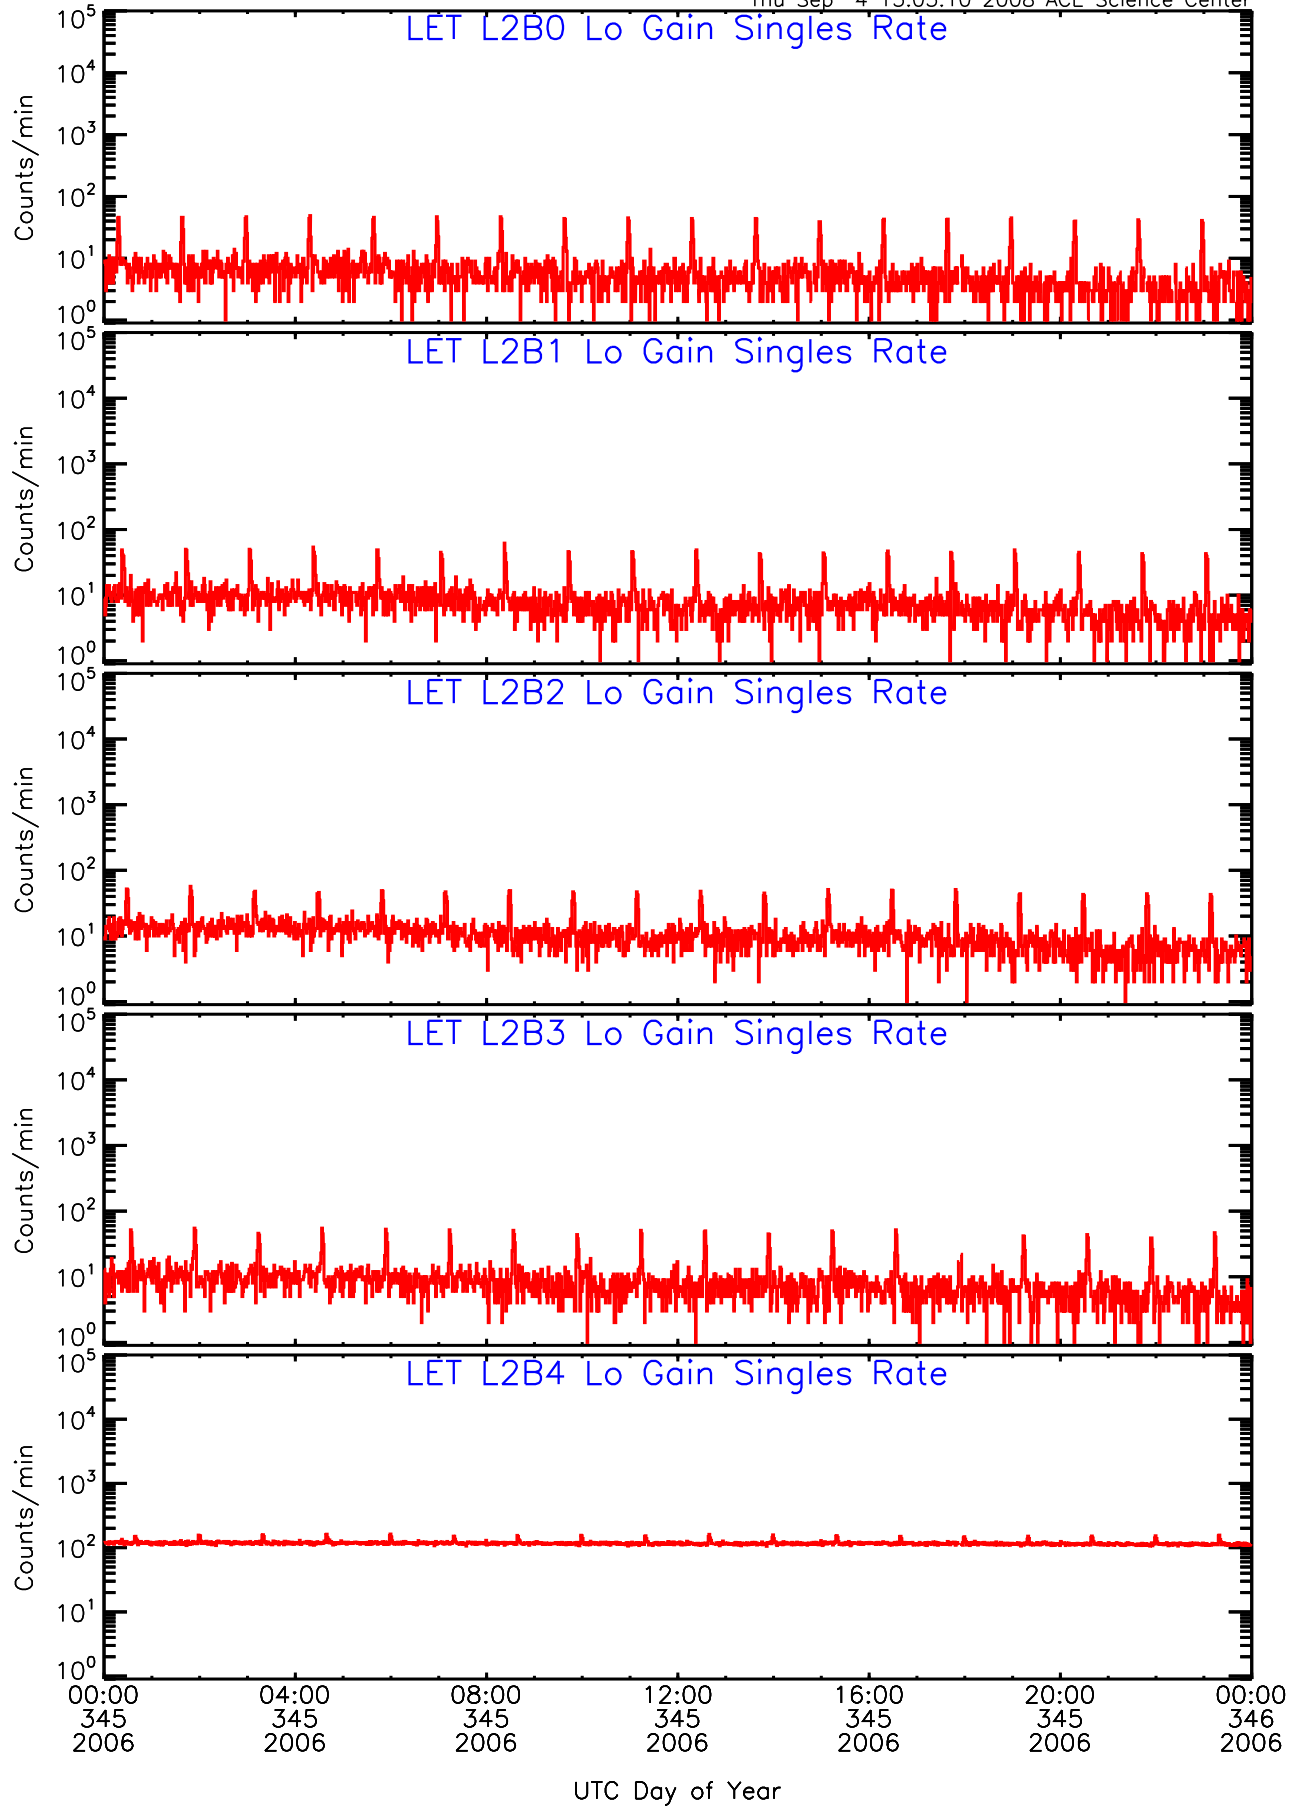 2008 ACE Science Center
LET L2B0 Lo Gain Singles Rate
Counts/min
10^5
10^4
10^3
10^2
10^1
10^0
LET L2B1 Lo Gain Singles Rate
Counts/min
10^5
10^4
10^3
10^2
10^1
10^0
LET L2B2 Lo Gain Singles Rate
Counts/min
10^5
10^4
10^3
10^2
10^1
10^0
LET L2B3 Lo Gain Singles Rate
Counts/min
10^5
10^4
10^3
10^2
10^1
10^0
LET L2B4 Lo Gain Singles Rate
Counts/min
10^5
10^4
10^3
10^2
10^1
10^0
00:00 04:00 08:00 12:00 16:00 20:00 00:00
345 345 345 345 345 345 346
2006 2006 2006 2006 2006 2006 2006
UTC Day of Year